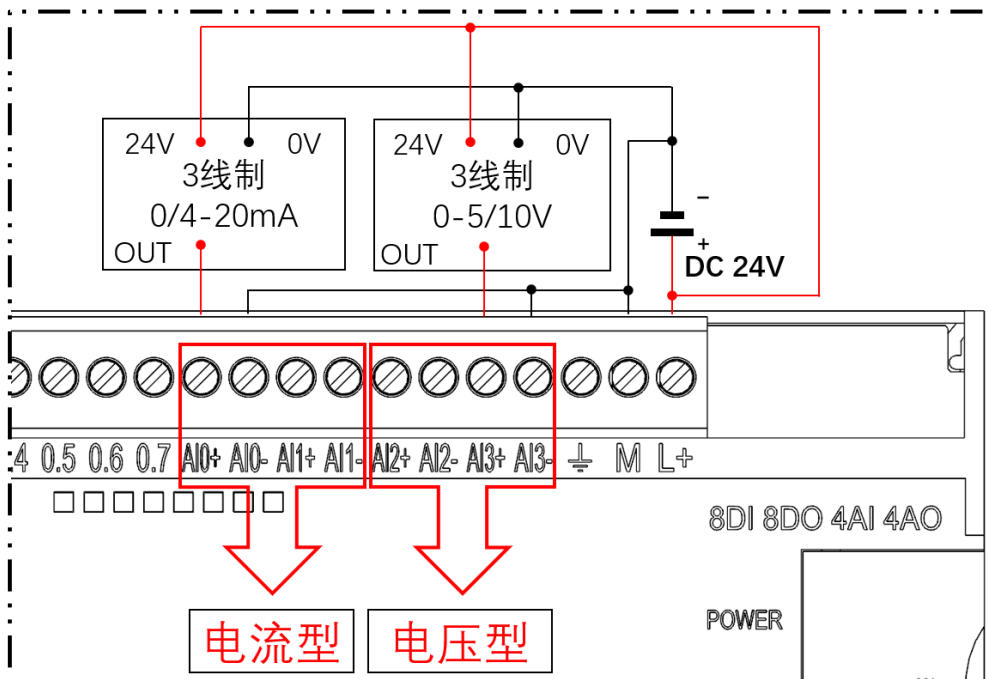 24V 0V
3线制
0/4-20mA
OUT
24V 0V
3线制
0-5/10V
OUT
-
+
DC 24V
4 0.5 0.6 0.7 AI0+ AI0- AI1+ AI1- AI2+ AI2- AI3+ AI3- M L+
8DI 8DO 4AI 4AO
POWER
电流型
电压型